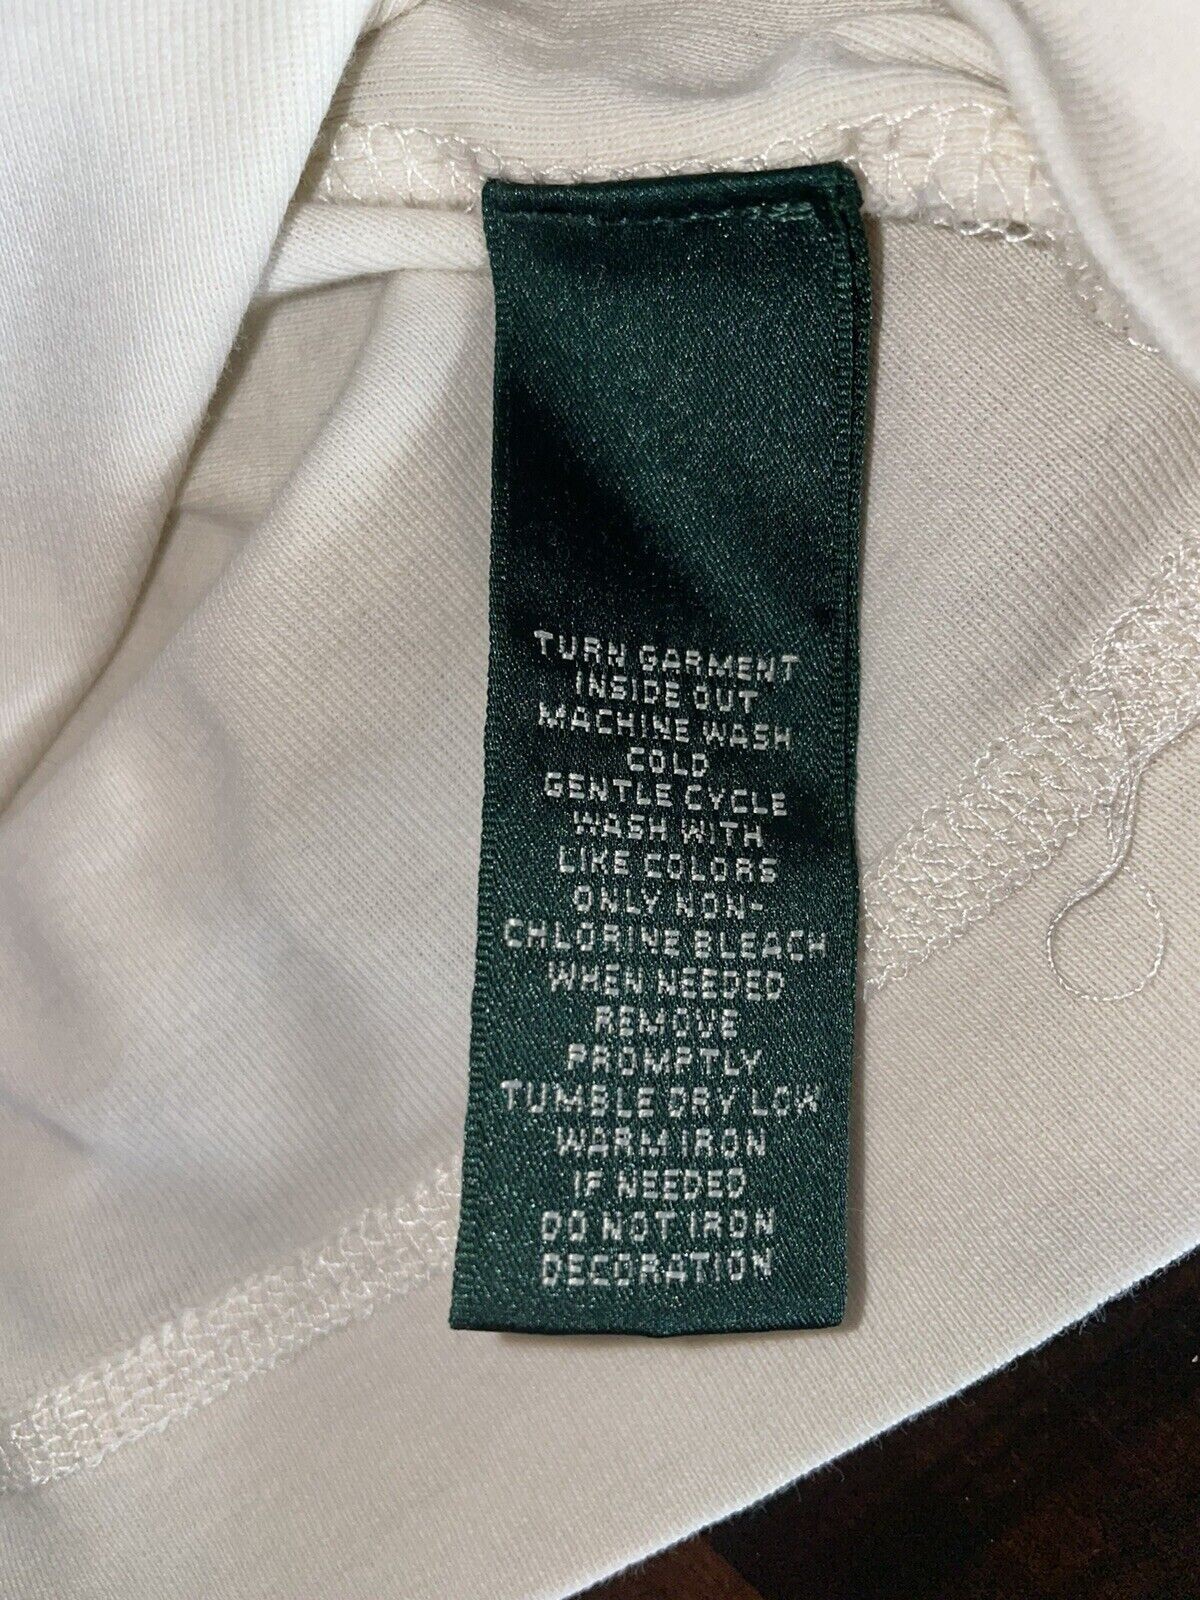 TURN GARMENT
INSIDE OUT
MACHINE WASH
COLD
GENTLE CYCLE
WASH WITH
LIKE COLORS
ONLY NON-
CHLORINE BLEACH
WHEN NEEDED
REMOVE
PROMPTLY
TUMBLE DRY LOW
WARM IRON
IF NEEDED
DO NOT IRON
DECORATION